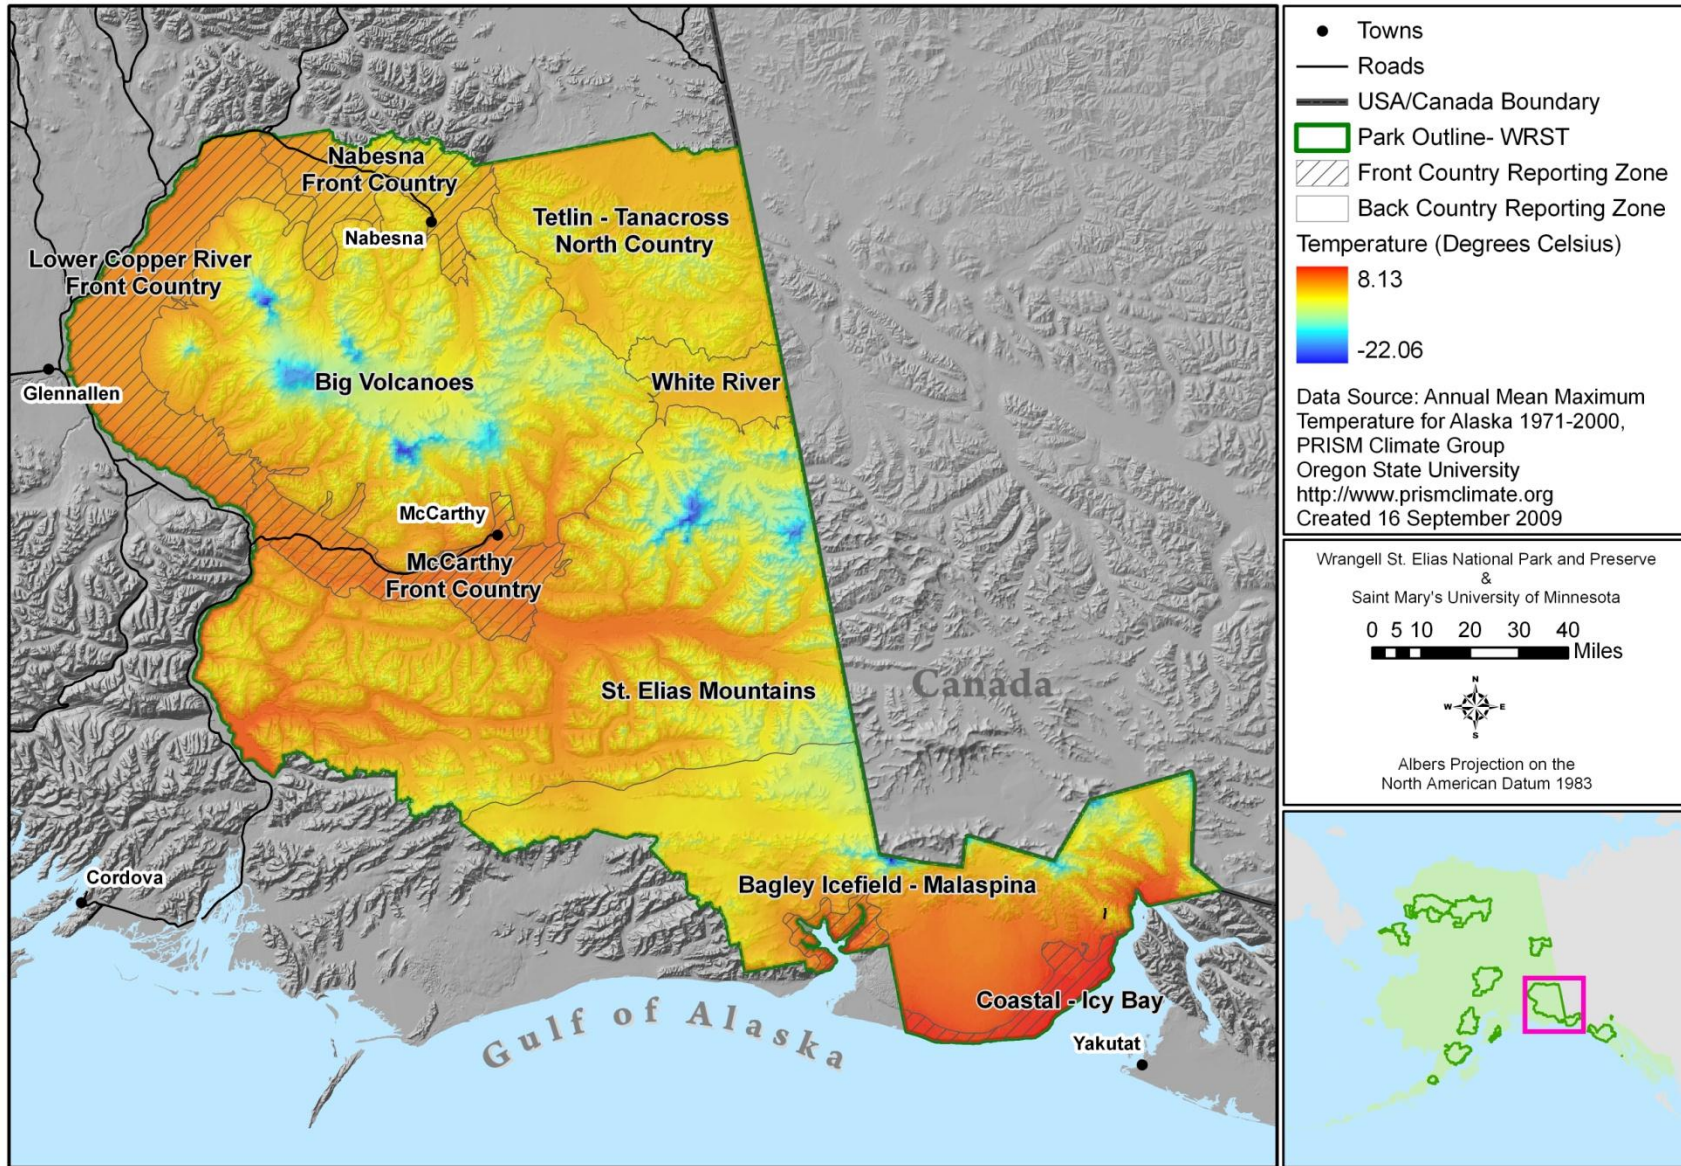 Nabesna
Front Country
Nabesna
Tetlin - Tanacross
North Country
Lower Copper River
Front Country
Glennallen
Big Volcanoes
White River
McCarthy
McCarthy
Front Country
St. Elias Mountains
Canada
Bagley Icefield - Malaspina
Cordova
Coastal - Icy Bay
Gulf of Alaska
Yakutat
Towns
Roads
USA/Canada Boundary
Park Outline- WRST
Front Country Reporting Zone
Back Country Reporting Zone
Temperature (Degrees Celsius)
8.13
-22.06
Data Source: Annual Mean Maximum
Temperature for Alaska 1971-2000,
PRISM Climate Group
Oregon State University
http://www.prismclimate.org
Created 16 September 2009
Wrangell St. Elias National Park and Preserve
&
Saint Mary's University of Minnesota
0 5 10 20 30 40
Miles
N
W E
S
Albers Projection on the
North American Datum 1983